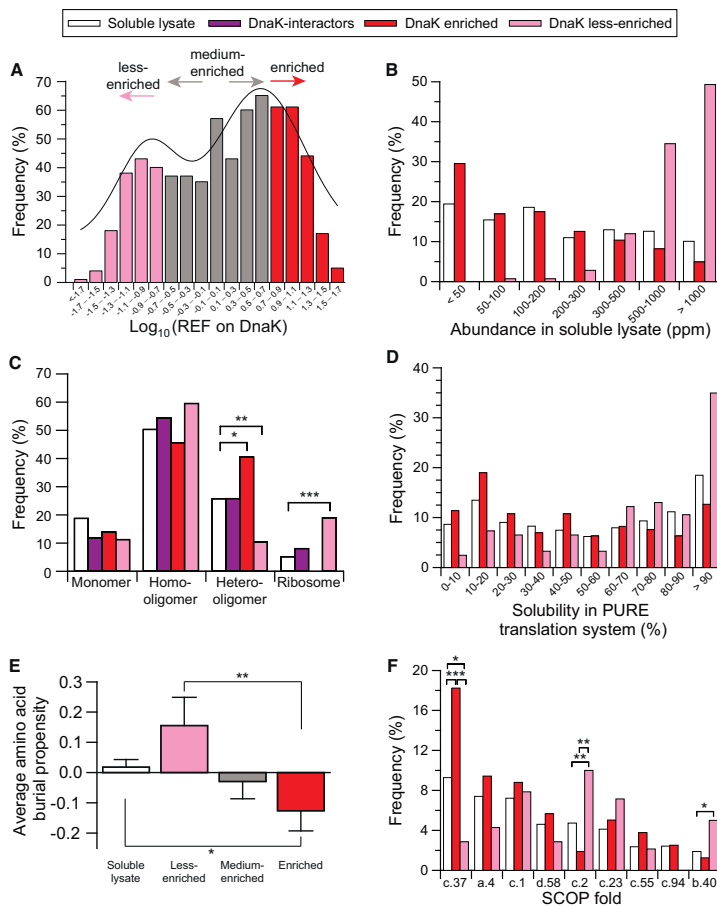 Soluble lysate DnaK-interactors DnaK enriched DnaK less-enriched
A
less-enriched
medium-enriched
enriched
Frequency (%)
70
60
50
40
30
20
10
0
<-1.7
-1.7 – -1.5
-1.5 – -1.3
-1.3 – -1.1
-1.1 – -0.9
-0.9 – -0.7
-0.7 – -0.5
-0.5 – -0.3
-0.3 – -0.1
-0.1 – 0.1
0.1 – 0.3
0.3 – 0.5
0.5 – 0.7
0.7 – 0.9
0.9 – 1.1
1.1 – 1.3
1.3 – 1.5
1.5 – 1.7
Log10(REF on DnaK)
B
Frequency (%)
50
40
30
20
10
0
< 50
50-100
100-200
200-300
300-500
500-1000
> 1000
Abundance in soluble lysate (ppm)
C
Frequency (%)
70
60
50
40
30
20
10
0
**
*
***
Monomer
Homo-oligomer
Hetero-oligomer
Ribosome
D
Frequency (%)
40
30
20
10
0
0-10
10-20
20-30
30-40
40-50
50-60
60-70
70-80
80-90
> 90
Solubility in PURE
translation system (%)
E
Average amino acid
burial propensity
0.3
0.2
0.1
0.0
-0.1
-0.2
**
*
Soluble
lysate
Less-
enriched
Medium-
enriched
Enriched
F
Frequency (%)
20
16
12
8
4
0
*
***
**
**
*
c.37
a.4
c.1
d.58
c.2
c.23
c.55
c.94
b.40
SCOP fold